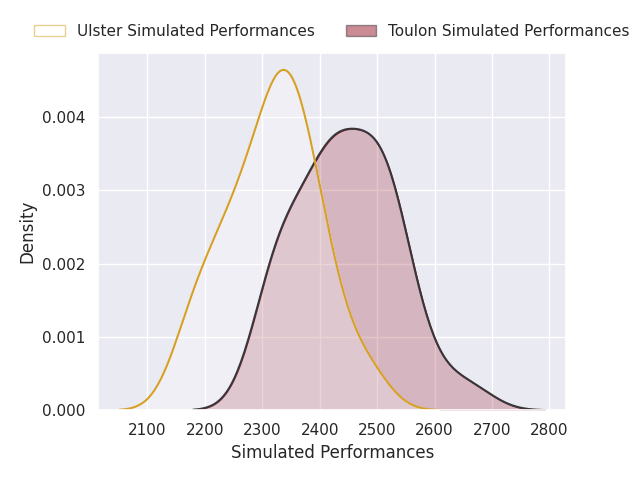 Ulster Simulated Performances Toulon Simulated Performances
0.004
0.003
0.002
0.001
0.000
Density
2100 2200 2300 2400 2500 2600 2700 2800
Simulated Performances